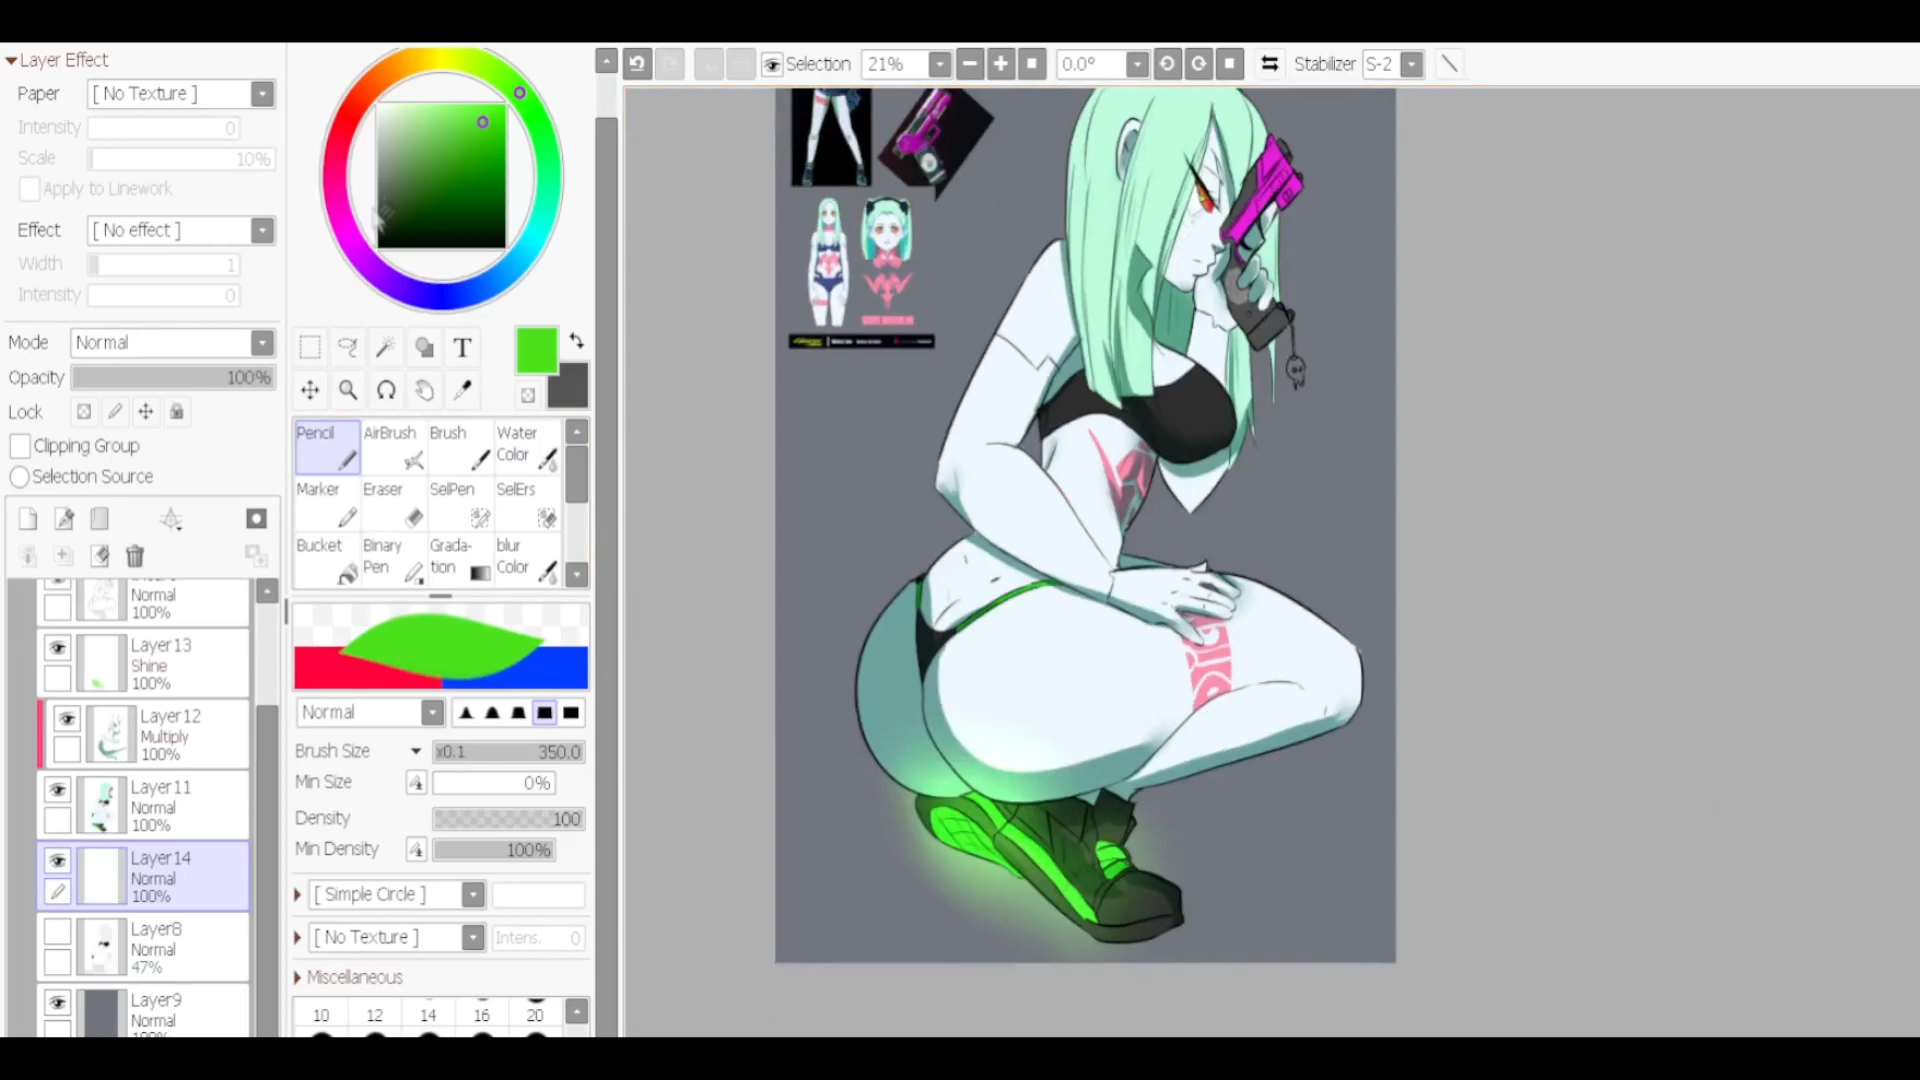 Layer Effect
Paper [ No Texture ]
Intensity 0
Scale 10%
Apply to Linework
Effect [ No effect ]
Width 1
Intensity 0
Mode Normal
Opacity 100%
Lock
Clipping Group
Selection Source
Normal
100%
Layer13
Shine
100%
Layer12
Multiply
100%
Layer11
Normal
100%
Layer14
Normal
100%
Layer8
Normal
47%
Layer9
Normal
T
Pencil AirBrush Brush Water Color
Marker Eraser SelPen SelErs
Bucket Binary Pen Grada-tion blur Color
Normal
Brush Size x0.1 350.0
Min Size 0%
Density 100
Min Density 100%
[ Simple Circle ]
[ No Texture ] Intens. 0
Miscellaneous
10 12 14 16 20
Selection 21% 0.0° Stabilizer S-2